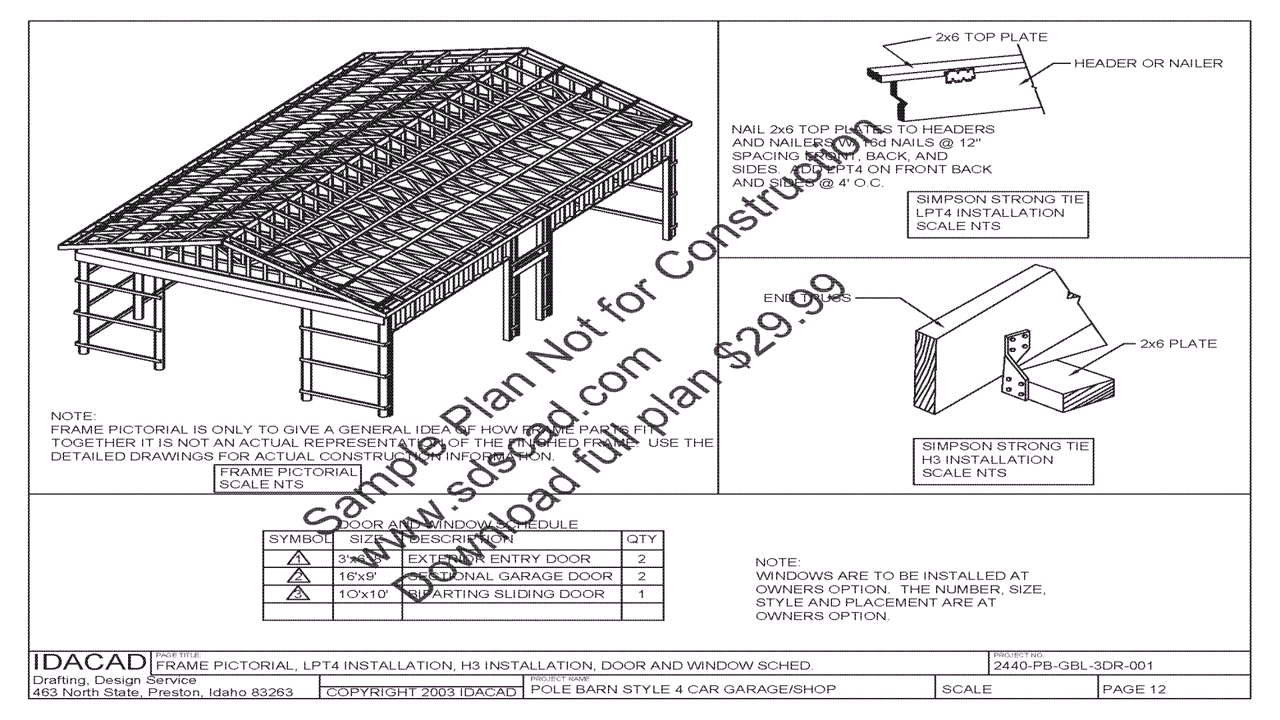 2x6 TOP PLATE
HEADER OR NAILER
NAIL 2x6 TOP PLATES TO HEADERS
AND NAILERS W/ 16d NAILS @ 12"
SPACING FRONT, BACK, AND
SIDES. ADD LPT4 ON FRONT BACK
AND SIDES @ 4' O.C.
SIMPSON STRONG TIE
LPT4 INSTALLATION
SCALE NTS
END TRUSS
2x6 PLATE
SIMPSON STRONG TIE
H3 INSTALLATION
SCALE NTS
NOTE:
FRAME PICTORIAL IS ONLY TO GIVE A GENERAL IDEA OF HOW FRAME PARTS FIT
TOGETHER IT IS NOT AN ACTUAL REPRESENTATION OF THE FINISHED FRAME. USE THE
DETAILED DRAWINGS FOR ACTUAL CONSTRUCTION INFORMATION.
FRAME PICTORIAL
SCALE NTS
Sample Plan Not for Construction
www.sdscad.com
Download full plan $29.99
DOOR AND WINDOW SCHEDULE
SYMBOL SIZE DESCRIPTION QTY
1 EXTERIOR ENTRY DOOR 2
2 16'x9' SECTIONAL GARAGE DOOR 2
3 10'x10' BIPARTING SLIDING DOOR 1
NOTE:
WINDOWS ARE TO BE INSTALLED AT
OWNERS OPTION. THE NUMBER, SIZE,
STYLE AND PLACEMENT ARE AT
OWNERS OPTION.
IDACAD
Drafting, Design Service
463 North State, Preston, Idaho 83263
PAGE TITLE:
FRAME PICTORIAL, LPT4 INSTALLATION, H3 INSTALLATION, DOOR AND WINDOW SCHED.
PROJECT NO.:
2440-PB-GBL-3DR-001
COPYRIGHT 2003 IDACAD
PROJECT NAME
POLE BARN STYLE 4 CAR GARAGE/SHOP
SCALE
PAGE 12